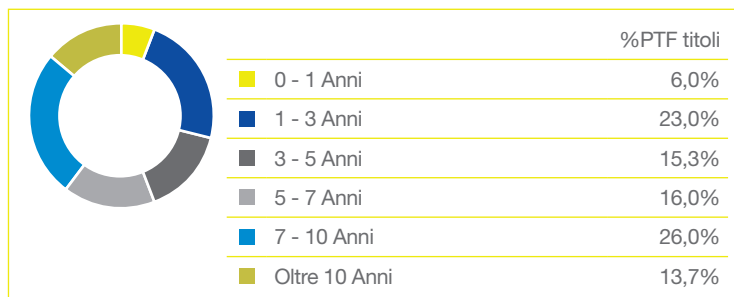 %PTF titoli
0 - 1 Anni 6,0%
1 - 3 Anni 23,0%
3 - 5 Anni 15,3%
5 - 7 Anni 16,0%
7 - 10 Anni 26,0%
Oltre 10 Anni 13,7%